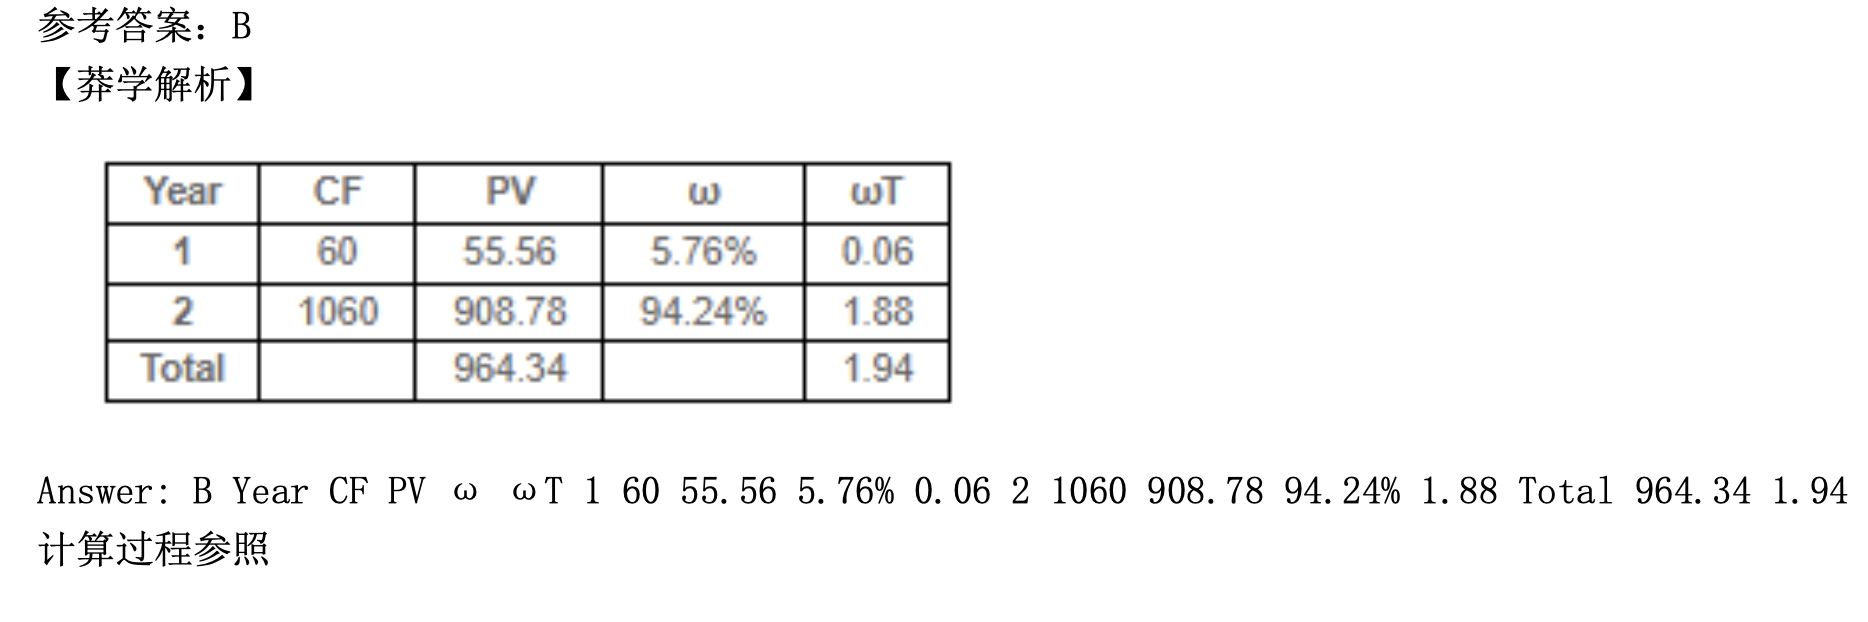 参考答案：B
【莽学解析】
Year CF PV ω ωT
1 60 55.56 5.76% 0.06
2 1060 908.78 94.24% 1.88
Total 964.34 1.94
Answer: B Year CF PV ω ωT 1 60 55.56 5.76% 0.06 2 1060 908.78 94.24% 1.88 Total 964.34 1.94
计算过程参照